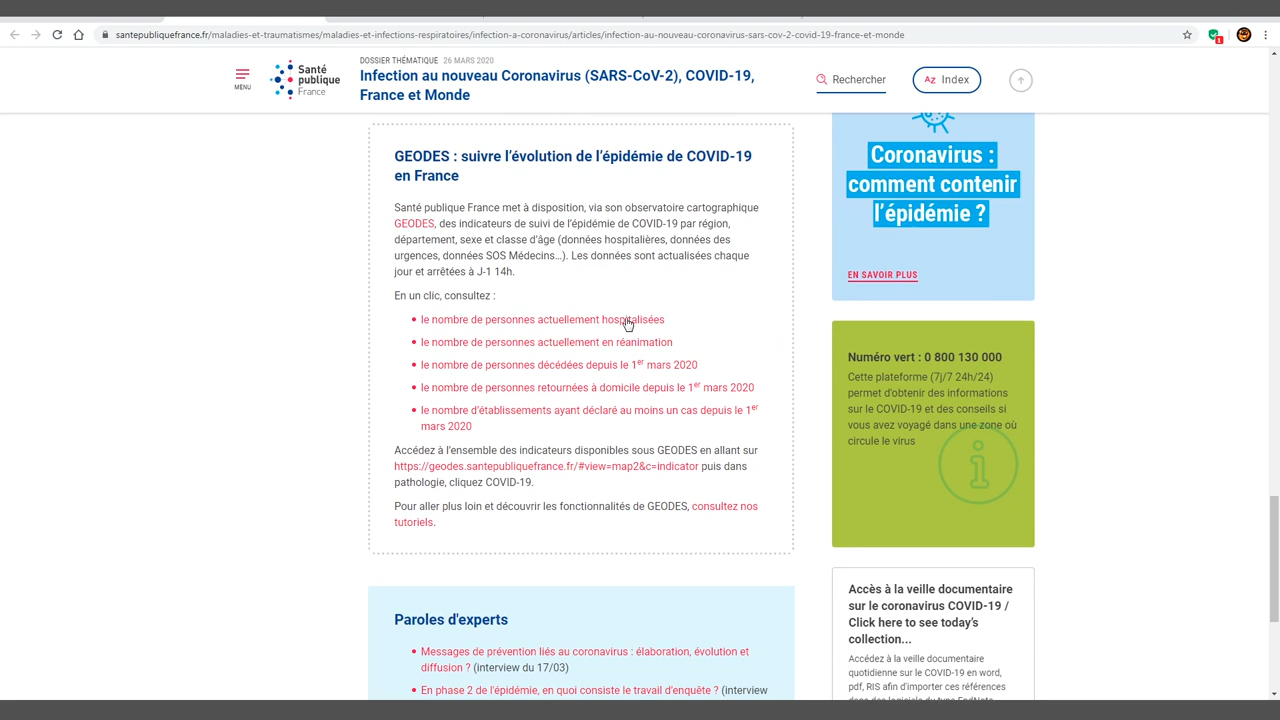 santepubliquefrance.fr/maladies-et-traumatismes/maladies-et-infections-respiratoires/infection-a-coronavirus/articles/infection-au-nouveau-coronavirus-sars-cov-2-covid-19-france-et-monde
1
MENU
Santé
publique
France
DOSSIER THÉMATIQUE 26 MARS 2020
Infection au nouveau Coronavirus (SARS-CoV-2), COVID-19,
France et Monde
Rechercher
AZ Index
GEODES : suivre l'évolution de l'épidémie de COVID-19
en France
Santé publique France met à disposition, via son observatoire cartographique
GEODES, des indicateurs de suivi de l'épidémie de COVID-19 par région,
département, sexe et classe d'âge (données hospitalières, données des
urgences, données SOS Médecins…). Les données sont actualisées chaque
jour et arrêtées à J-1 14h.
En un clic, consultez :
• le nombre de personnes actuellement hospitalisées
• le nombre de personnes actuellement en réanimation
• le nombre de personnes décédées depuis le 1er mars 2020
• le nombre de personnes retournées à domicile depuis le 1er mars 2020
• le nombre d'établissements ayant déclaré au moins un cas depuis le 1er
mars 2020
Accédez à l'ensemble des indicateurs disponibles sous GEODES en allant sur
https://geodes.santepubliquefrance.fr/#view=map2&c=indicator puis dans
pathologie, cliquez COVID-19.
Pour aller plus loin et découvrir les fonctionnalités de GEODES, consultez nos
tutoriels.
Paroles d'experts
• Messages de prévention liés au coronavirus : élaboration, évolution et
diffusion ? (interview du 17/03)
• En phase 2 de l'épidémie, en quoi consiste le travail d'enquête ? (interview
Coronavirus :
comment contenir
l'épidémie ?
EN SAVOIR PLUS
Numéro vert : 0 800 130 000
Cette plateforme (7j/7 24h/24)
permet d'obtenir des informations
sur le COVID-19 et des conseils si
vous avez voyagé dans une zone où
circule le virus
Accès à la veille documentaire
sur le coronavirus COVID-19 /
Click here to see today's
collection...
Accédez à la veille documentaire
quotidienne sur le COVID-19 en word,
pdf, RIS afin d'importer ces références
dans des logiciels du type EndNote